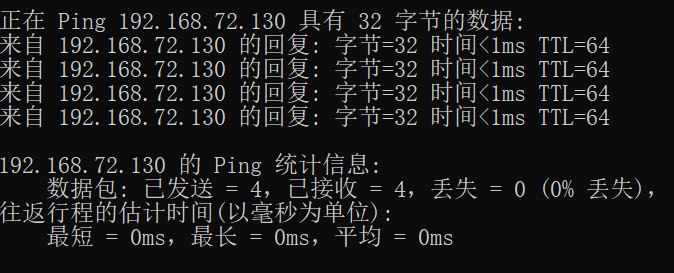 正在 Ping 192.168.72.130 具有 32 字节的数据:
来自 192.168.72.130 的回复: 字节=32 时间<1ms TTL=64
来自 192.168.72.130 的回复: 字节=32 时间<1ms TTL=64
来自 192.168.72.130 的回复: 字节=32 时间<1ms TTL=64
来自 192.168.72.130 的回复: 字节=32 时间<1ms TTL=64
192.168.72.130 的 Ping 统计信息:
数据包: 已发送 = 4，已接收 = 4，丢失 = 0 (0% 丢失)，
往返行程的估计时间(以毫秒为单位):
最短 = 0ms，最长 = 0ms，平均 = 0ms